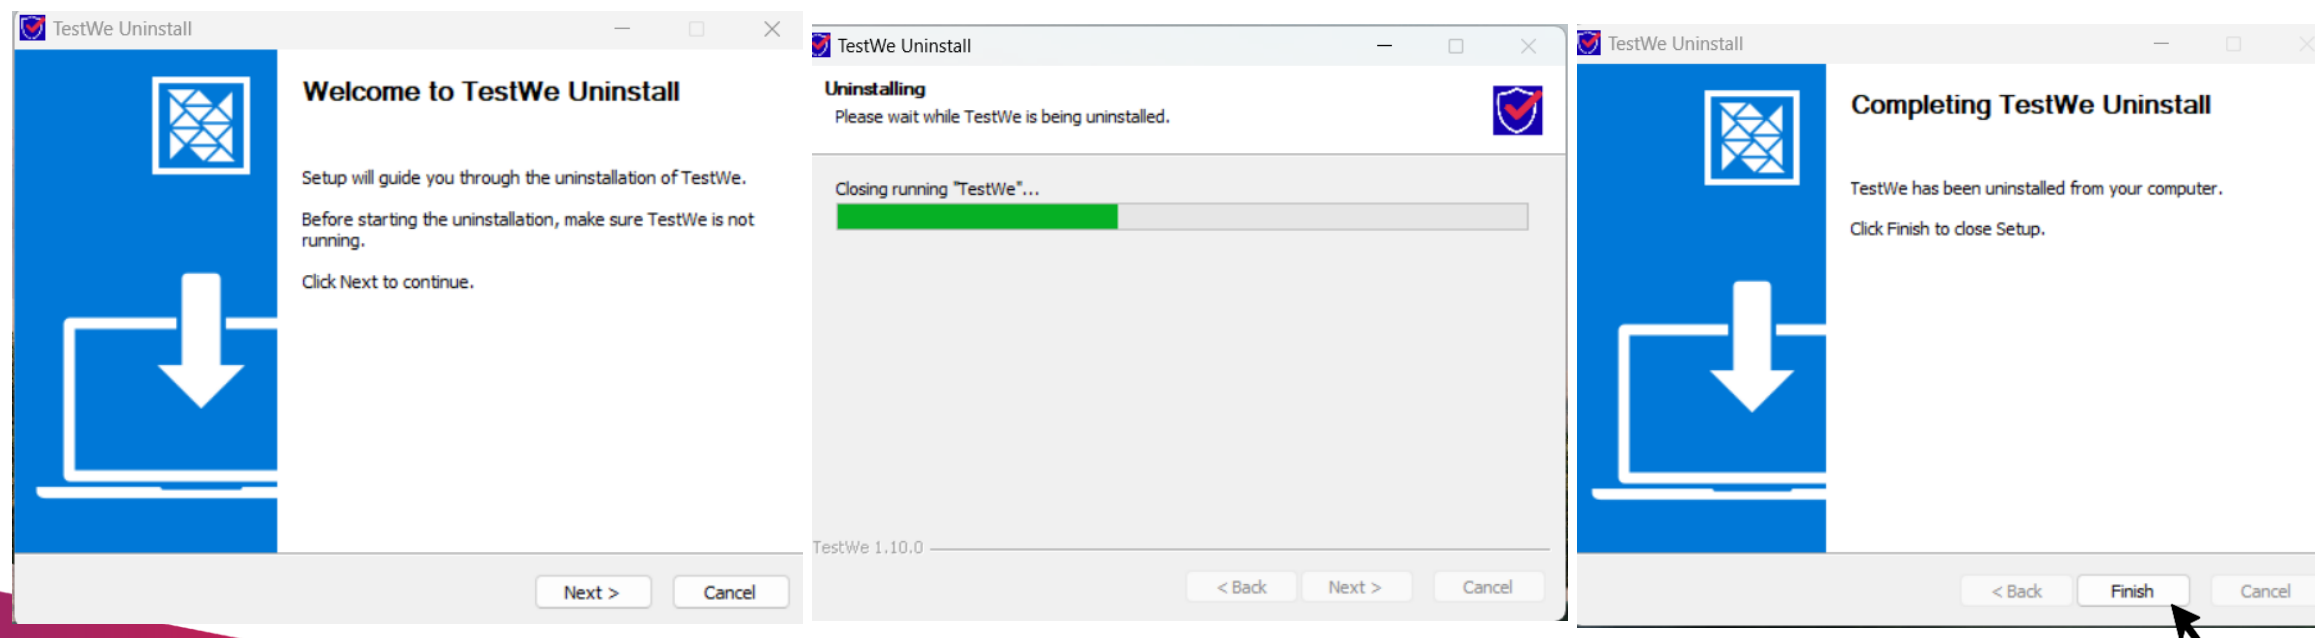 TestWe Uninstall
Welcome to TestWe Uninstall
Setup will guide you through the uninstallation of TestWe.
Before starting the uninstallation, make sure TestWe is not
running.
Click Next to continue.
Next >
Cancel
TestWe Uninstall
Uninstalling
Please wait while TestWe is being uninstalled.
Closing running "TestWe"...
TestWe 1.10.0
< Back
Next >
Cancel
TestWe Uninstall
Completing TestWe Uninstall
TestWe has been uninstalled from your computer.
Click Finish to close Setup.
< Back
Finish
Cancel